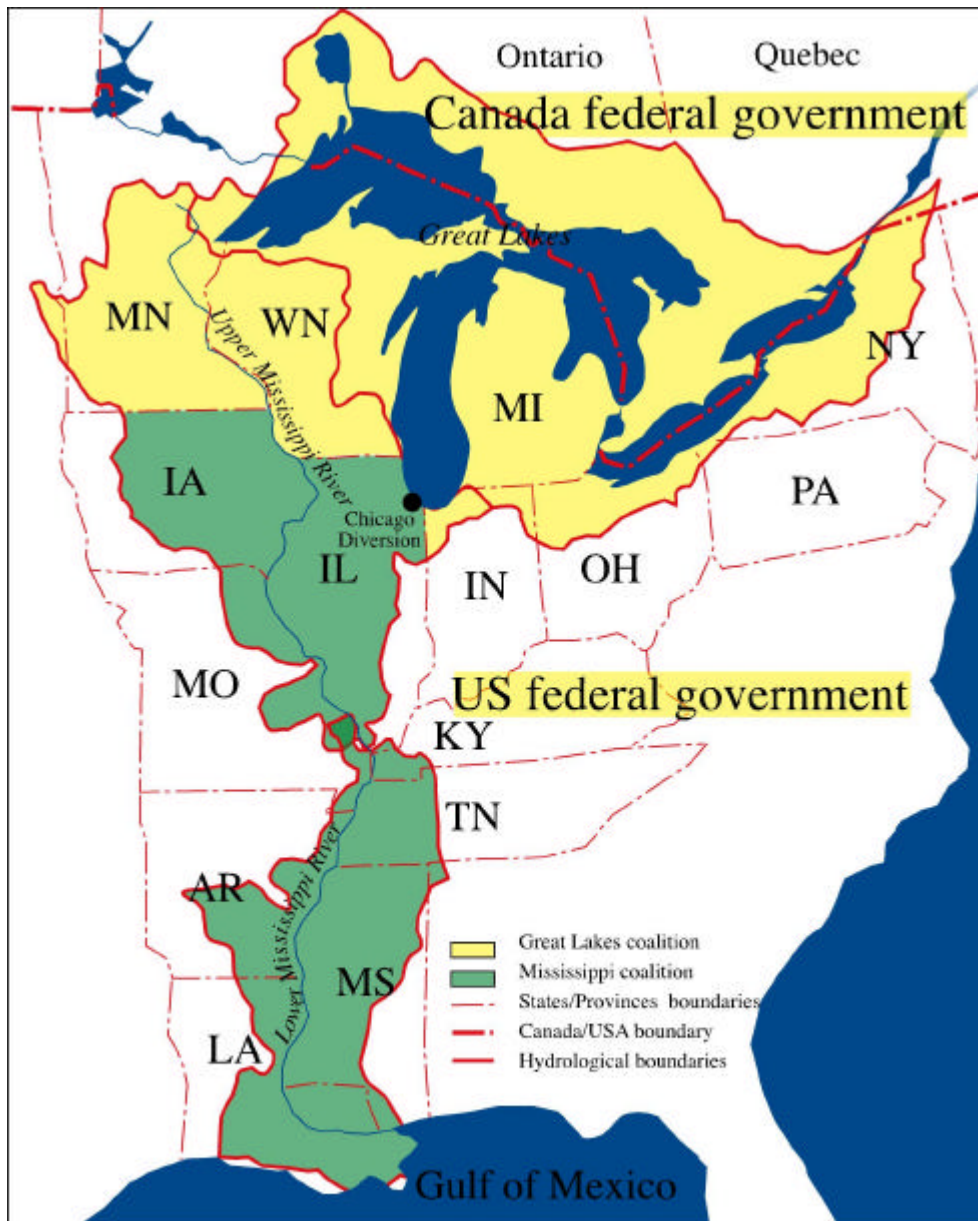 Ontario
Quebec
Canada federal government
Great Lakes
MN
WN
Upper Mississippi River
NY
MI
IA
PA
Chicago
Diversion
IL
IN
OH
MO
US federal government
KY
TN
Lower Mississippi River
AR
MS
LA
Great Lakes coalition
Mississippi coalition
States/Provinces boundaries
Canada/USA boundary
Hydrological boundaries
Gulf of Mexico